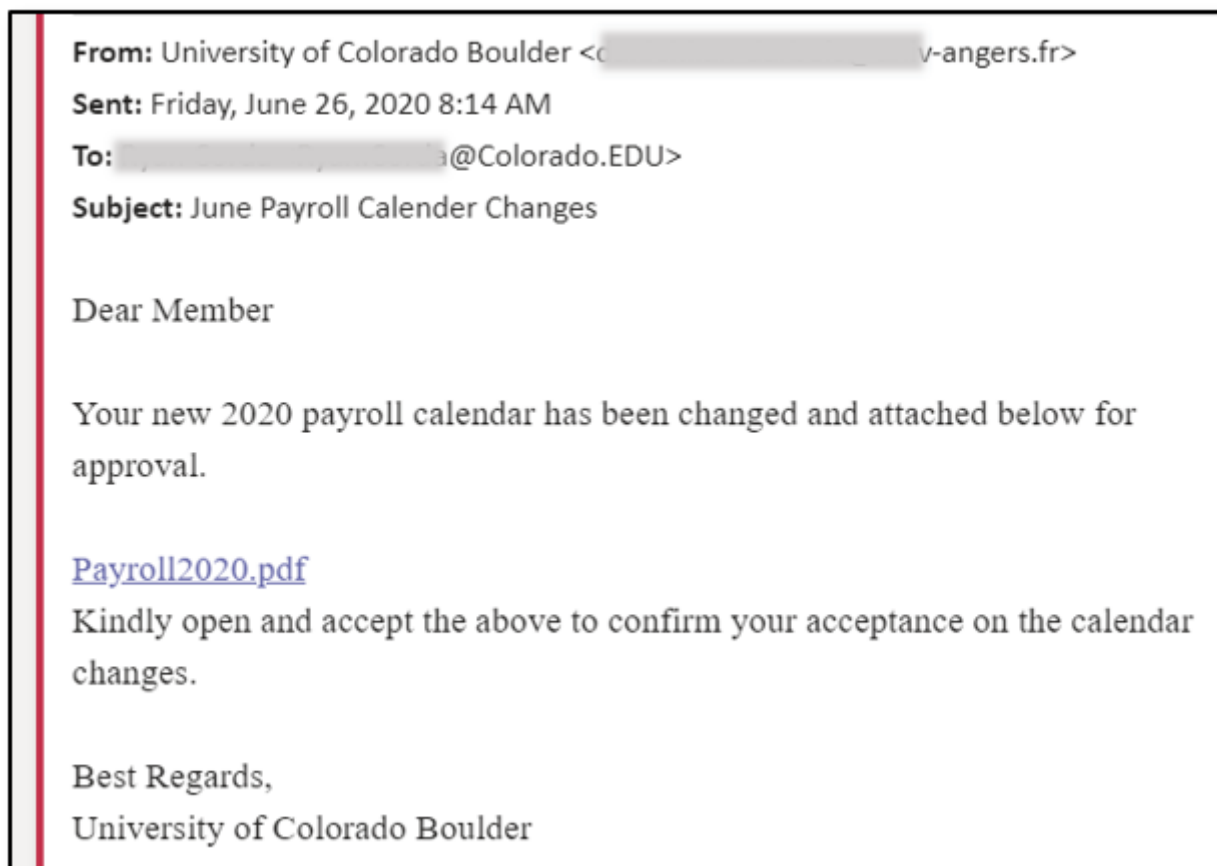 From: University of Colorado Boulder < v-angers.fr>
Sent: Friday, June 26, 2020 8:14 AM
To: @Colorado.EDU>
Subject: June Payroll Calender Changes
Dear Member
Your new 2020 payroll calendar has been changed and attached below for
approval.
Payroll2020.pdf
Kindly open and accept the above to confirm your acceptance on the calendar
changes.
Best Regards,
University of Colorado Boulder